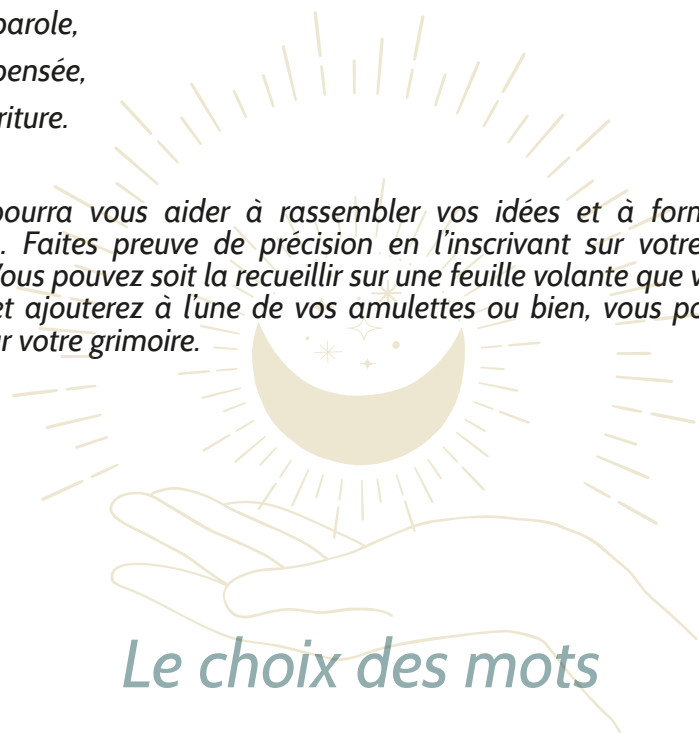 parole,
pensée,
riture.
pourra vous aider à rassembler vos idées et à form
. Faites preuve de précision en l’inscrivant sur votre
Vous pouvez soit la recueillir sur une feuille volante que v
et ajouterez à l’une de vos amulettes ou bien, vous po
r votre grimoire.
Le choix des mots